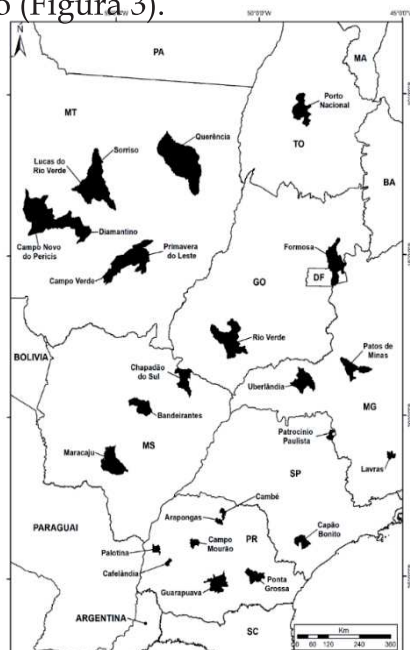 o (Figura 3).
50°0'0"W
45°0'0"W
PA
MA
MT
Porto
Nacional
TO
Querência
Sorriso
Lucas do
Rio Verde
BA
Diamantino
Campo Novo
do Perícis
Primavera
do Leste
Campo Verde
Formosa
DF
GO
Rio Verde
Patos de
Minas
BOLIVIA
Chapadão
do Sul
Uberlândia
Bandeirantes
MG
Patrocínio
Paulista
Maracaju
MS
Lavras
SP
Cambé
Arapongas
PARAGUAI
Capão
Bonito
Campo
Mourão
PR
Palotina
Cafelândia
Guarapuava
Ponta
Grossa
ARGENTINA
SC
Km
0 60 120 240 360